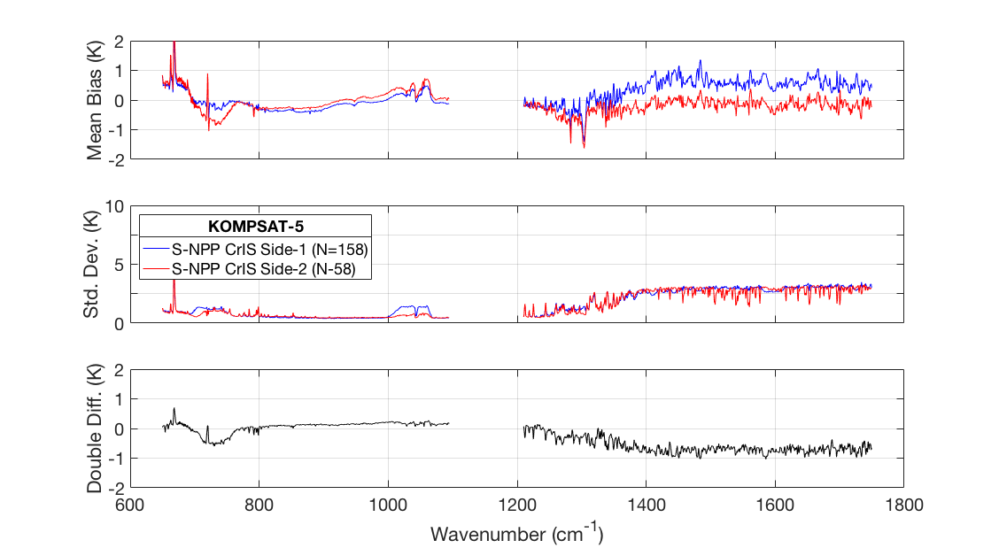 2
1
0
-1
-2
Mean Bias (K)
10
5
0
Std. Dev. (K)
KOMPSAT-5
S-NPP CrIS Side-1 (N=158)
S-NPP CrIS Side-2 (N-58)
2
1
0
-1
-2
Double Diff. (K)
600 800 1000 1200 1400 1600 1800
Wavenumber (cm-1)